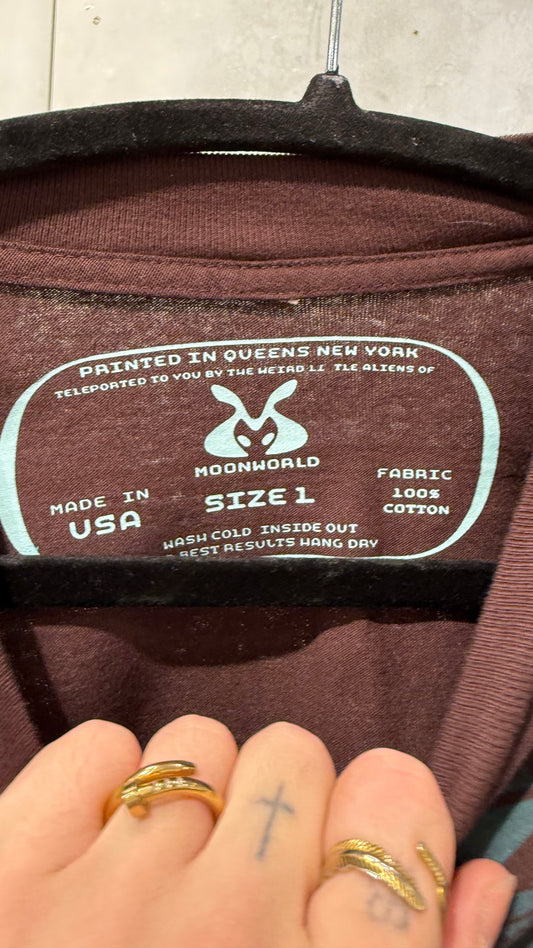 PRINTED IN QUEENS NEW YORK
TELEPORTED TO YOU BY THE WEIRD LI TLE ALIENS OF
MOONWORLD
MADE IN
USA
SIZE 1
FABRIC
100%
COTTON
WASH COLD INSIDE OUT
BEST RESULTS HANG DRY